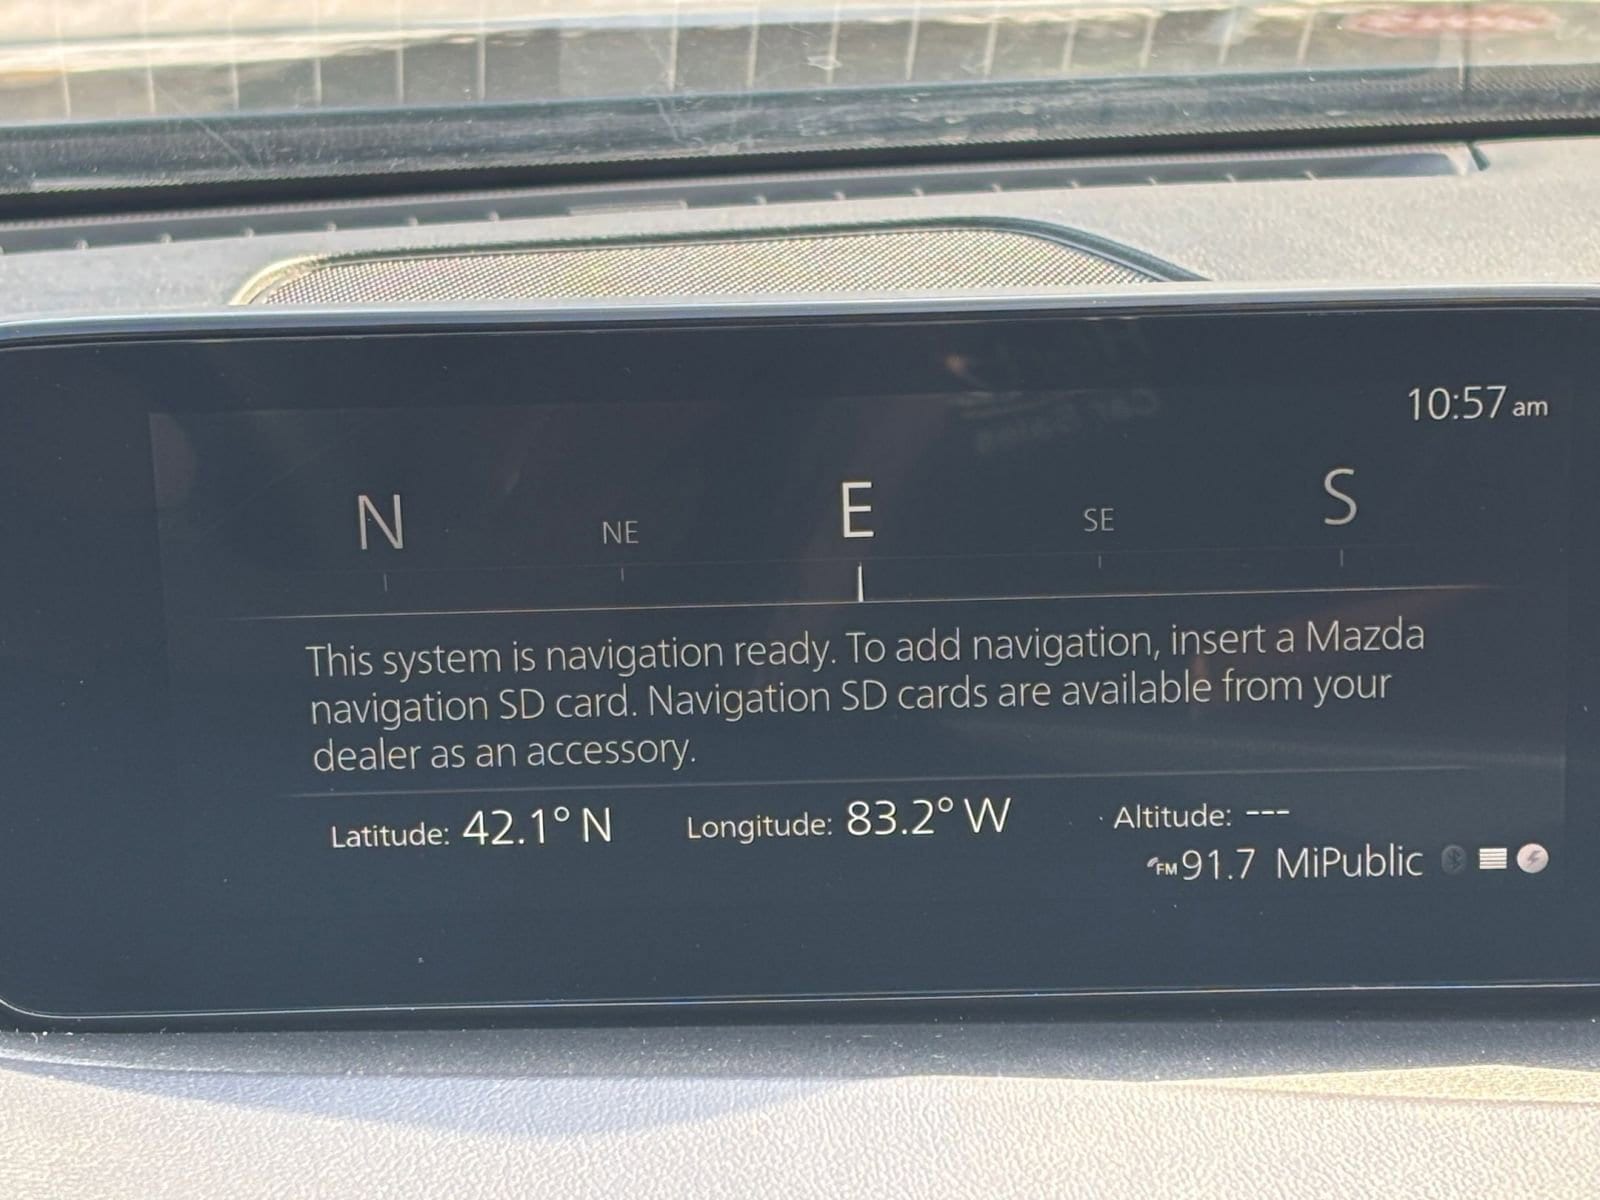 10:57 am
N NE E SE S
This system is navigation ready. To add navigation, insert a Mazda
navigation SD card. Navigation SD cards are available from your
dealer as an accessory.
Latitude: 42.1° N Longitude: 83.2° W Altitude: ---
FM 91.7 MiPublic